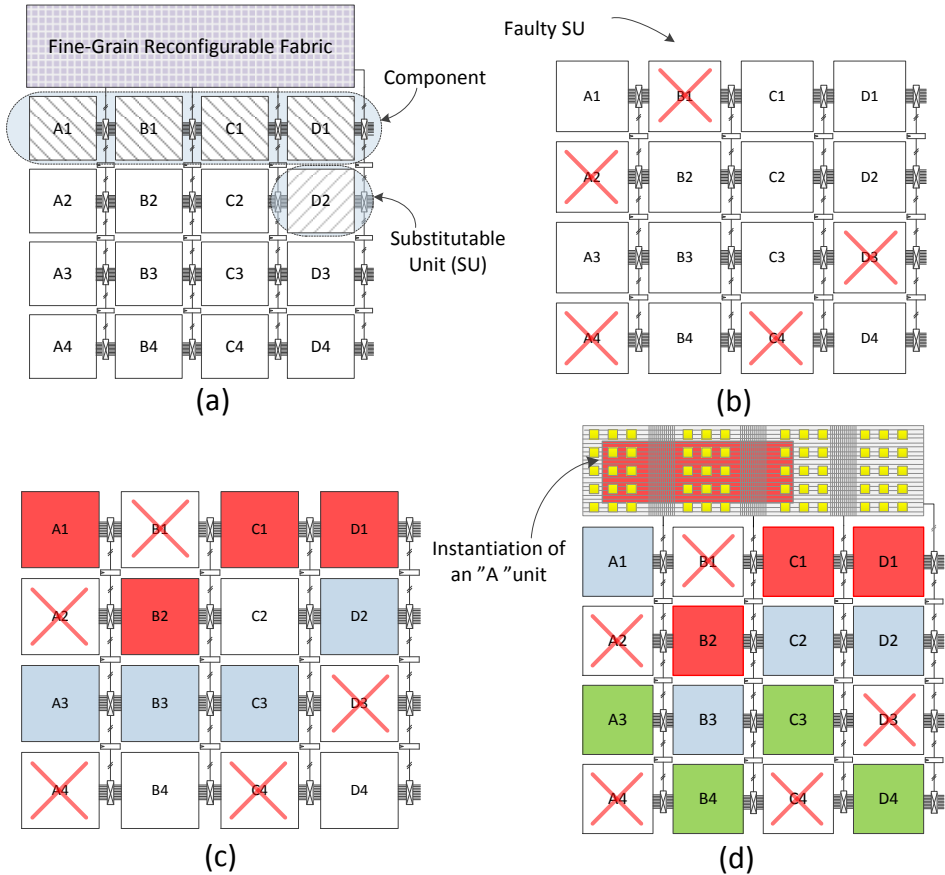 Fine-Grain Reconfigurable Fabric
Component
A1 B1 C1 D1
A2 B2 C2 D2
Substitutable
Unit (SU)
A3 B3 C3 D3
A4 B4 C4 D4
(a)
Faulty SU
A1 B1 C1 D1
A2 B2 C2 D2
A3 B3 C3 D3
A4 B4 C4 D4
(b)
A1 B1 C1 D1
A2 B2 C2 D2
A3 B3 C3 D3
A4 B4 C4 D4
(c)
Instantiation of
an ”A ”unit
A1 B1 C1 D1
A2 B2 C2 D2
A3 B3 C3 D3
A4 B4 C4 D4
(d)